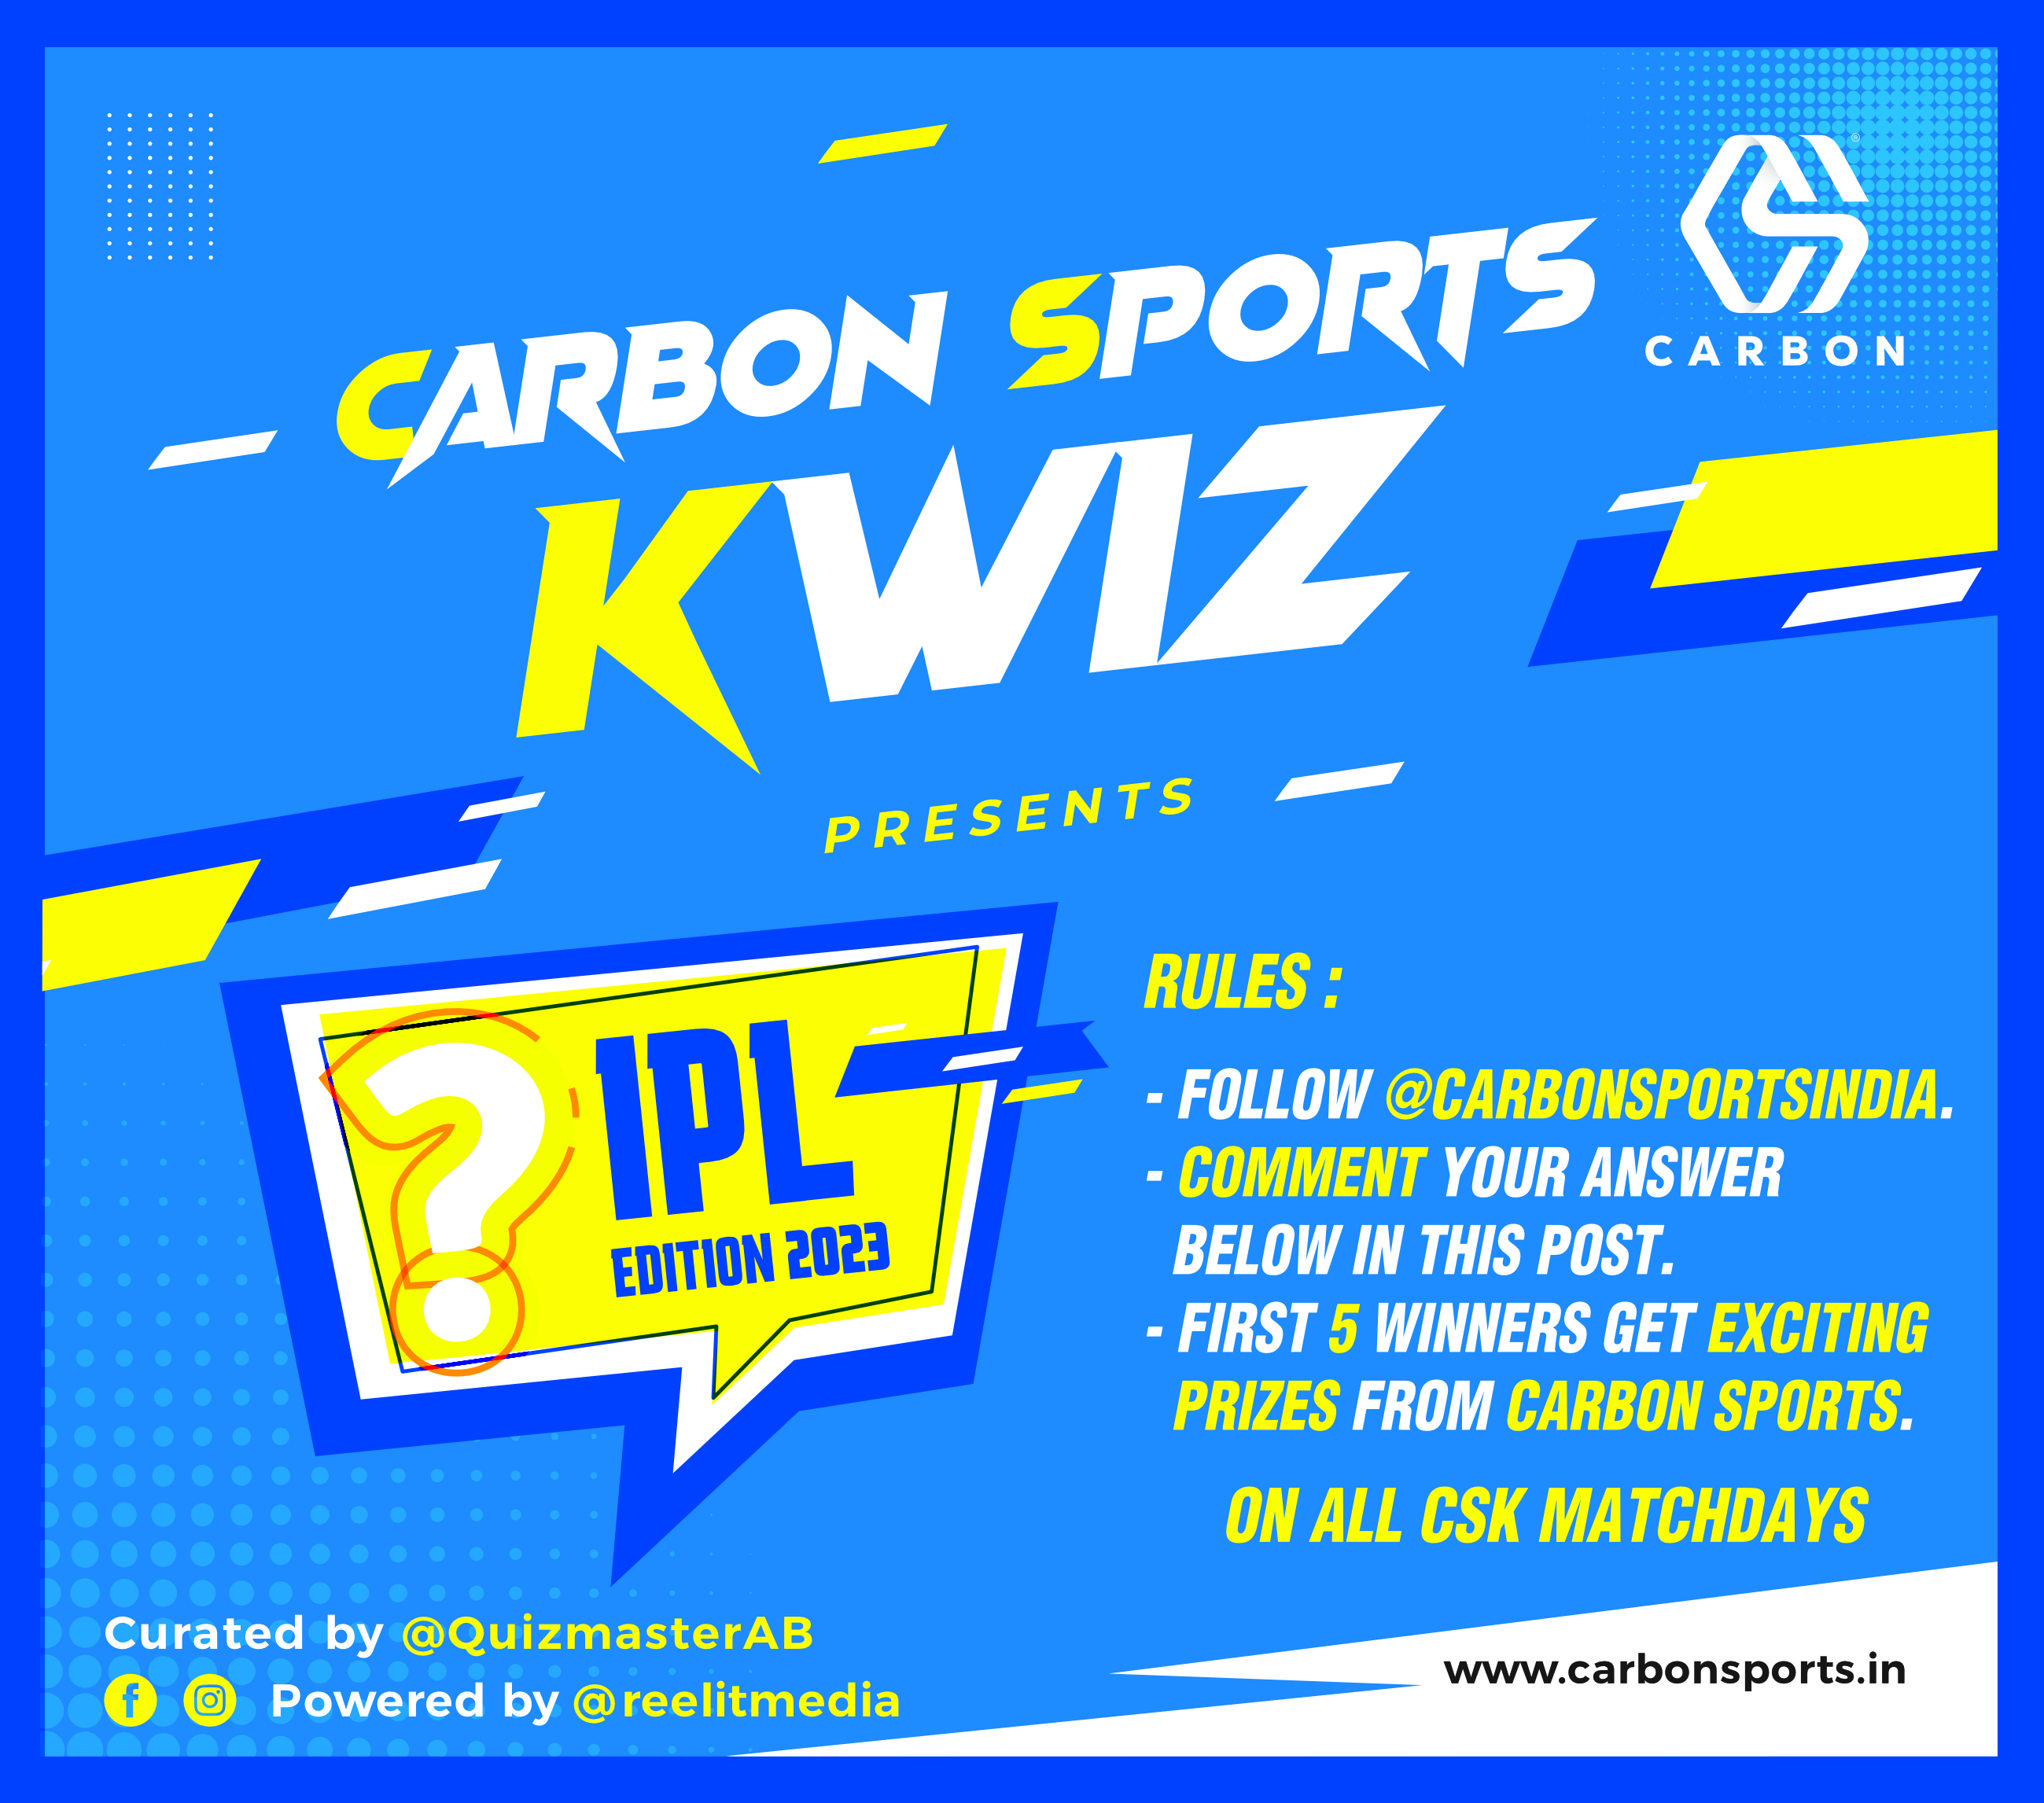 CARBON SPORTS
KWIZ
PRESENTS
®
CARBON
?
IPL
EDITION 2023
RULES :
- FOLLOW @CARBONSPORTSINDIA.
- COMMENT YOUR ANSWER
BELOW IN THIS POST.
- FIRST 5 WINNERS GET EXCITING
PRIZES FROM CARBON SPORTS.
ON ALL CSK MATCHDAYS
Curated by @QuizmasterAB
Powered by @reelitmedia
www.carbonsports.in